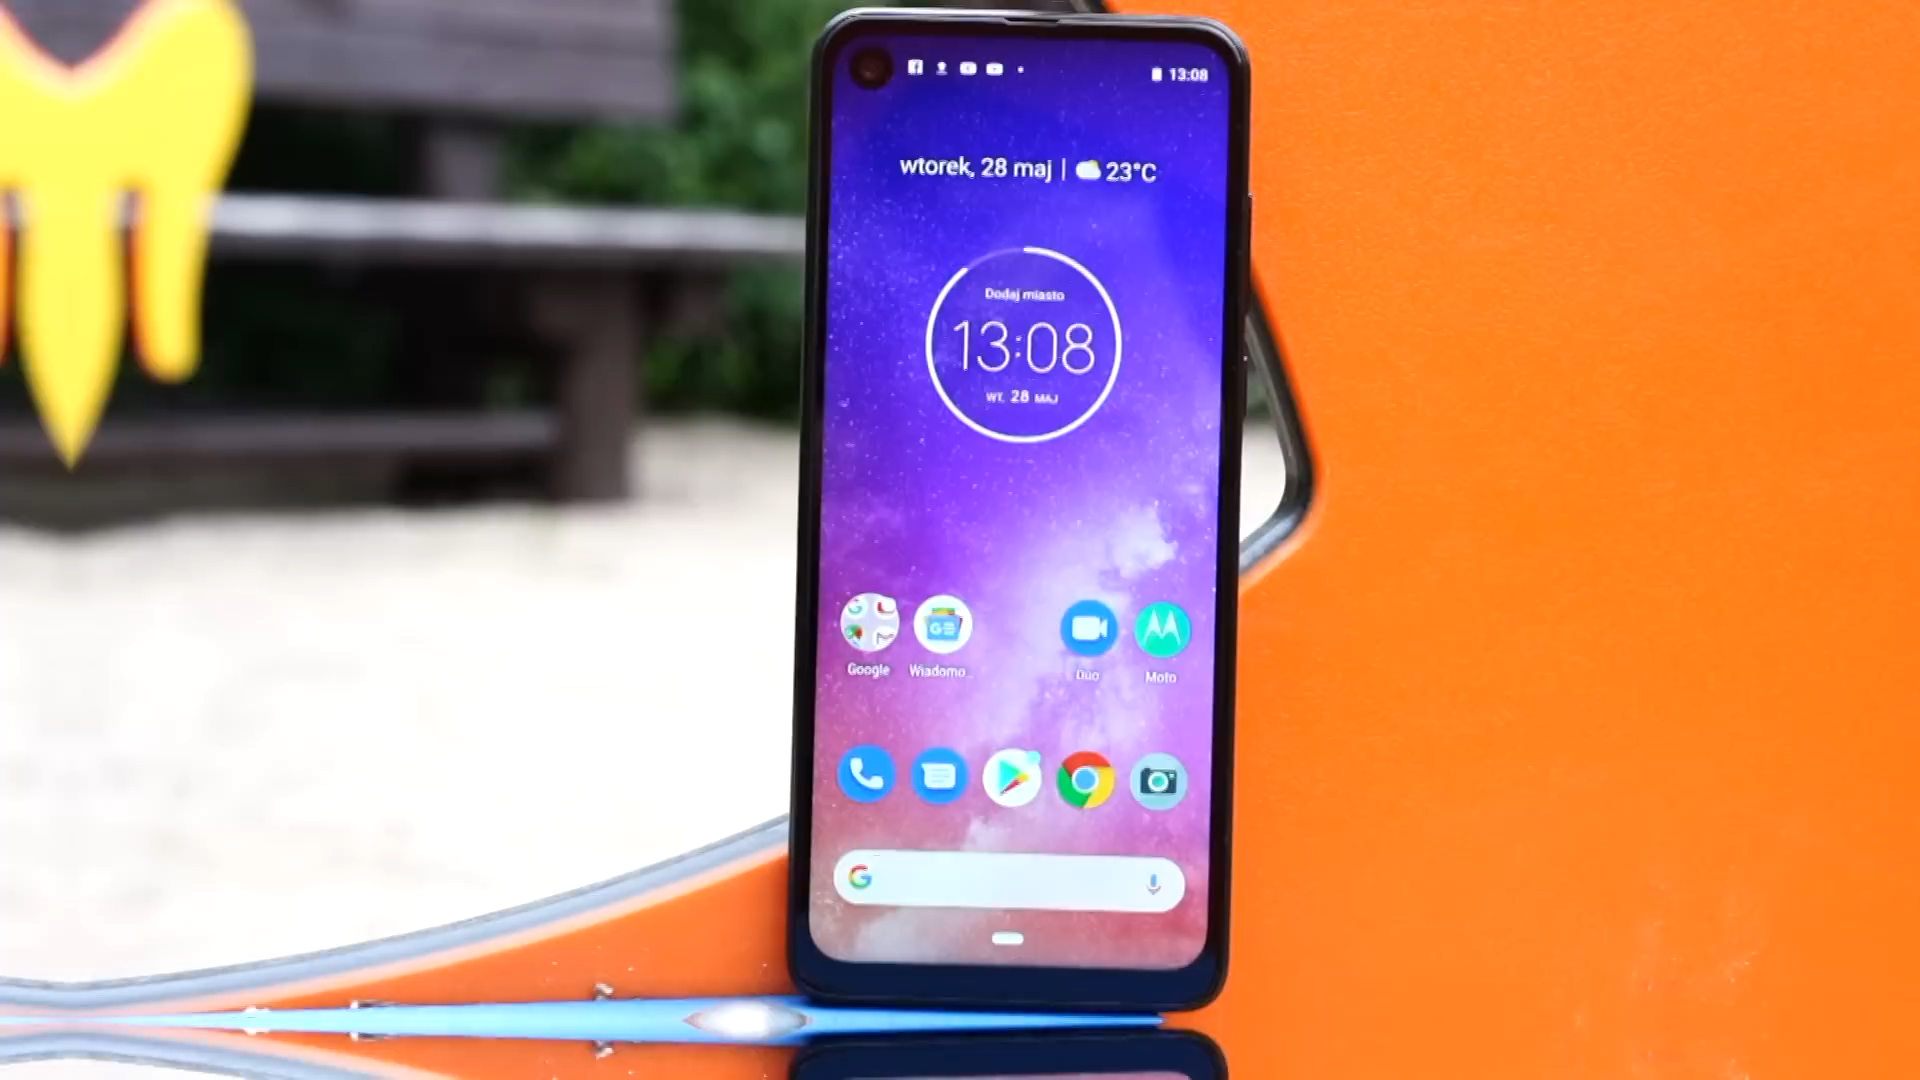 13:08
wtorek, 28 maj | 23°C
Dodaj miasto
13:08
WT. 28 MAJ
Google Wiadomo... Duo Moto